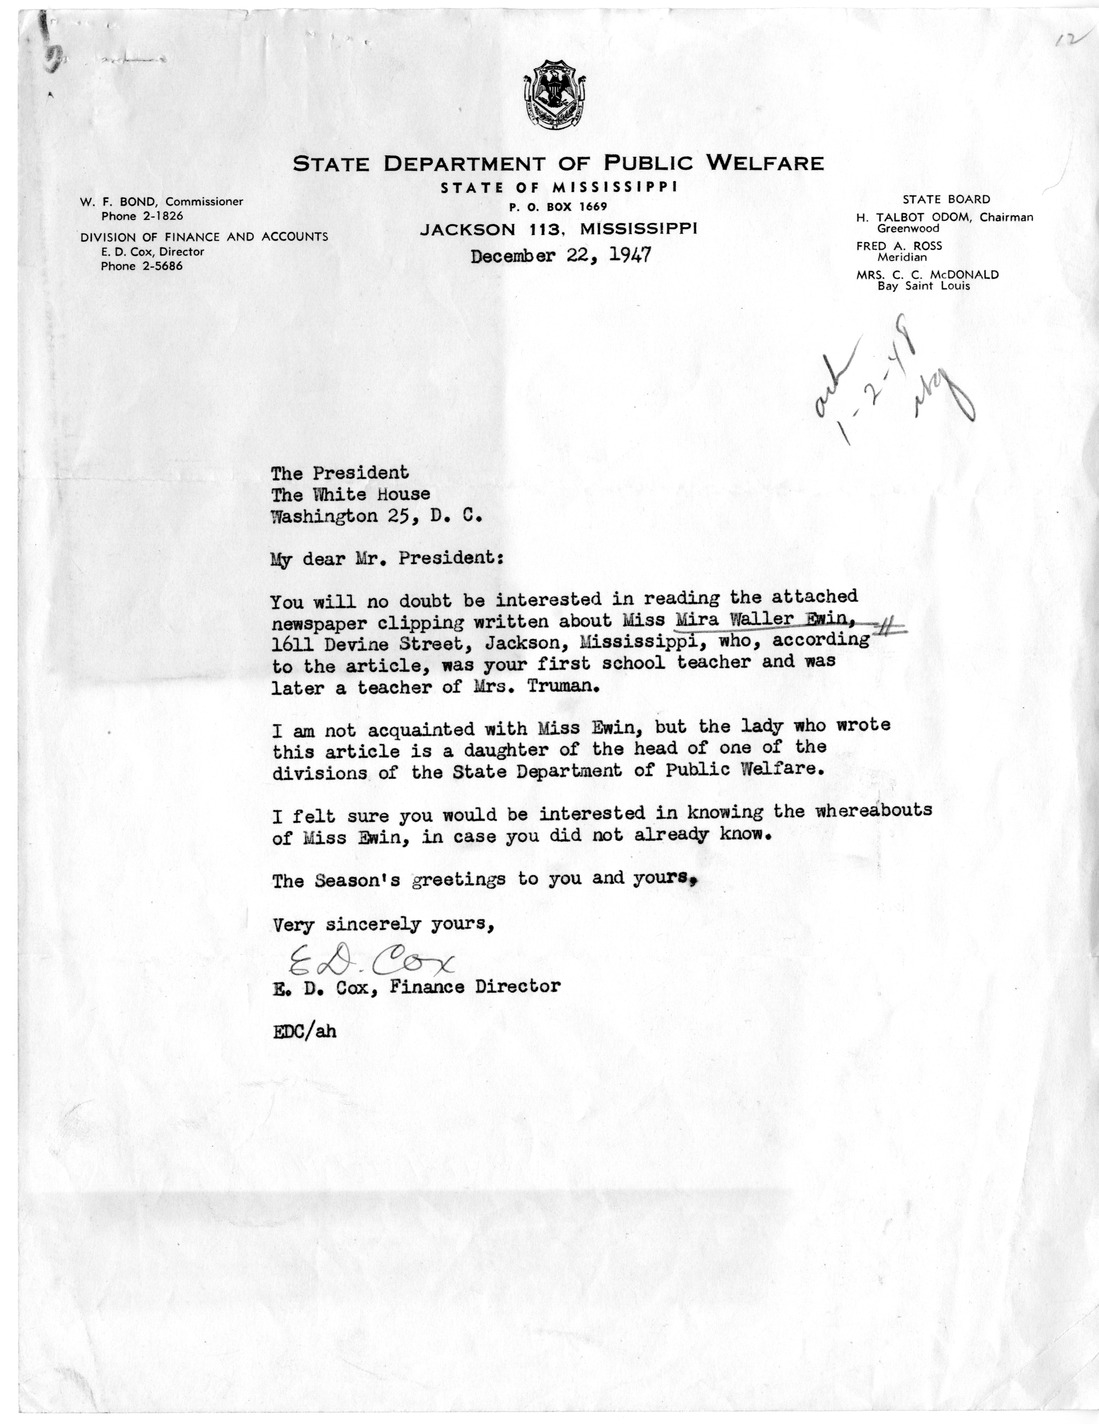 12
STATE DEPARTMENT OF PUBLIC WELFARE
STATE OF MISSISSIPPI
P. O. BOX 1669
JACKSON 113, MISSISSIPPI
December 22, 1947
W. F. BOND, Commissioner
Phone 2-1826
DIVISION OF FINANCE AND ACCOUNTS
E. D. Cox, Director
Phone 2-5686
STATE BOARD
H. TALBOT ODOM, Chairman
Greenwood
FRED A. ROSS
Meridian
MRS. C. C. McDONALD
Bay Saint Louis
ack
1-2-48
The President
The White House
Washington 25, D. C.
My dear Mr. President:
You will no doubt be interested in reading the attached
newspaper clipping written about Miss Mira Waller Ewin,
1611 Devine Street, Jackson, Mississippi, who, according
to the article, was your first school teacher and was
later a teacher of Mrs. Truman.
I am not acquainted with Miss Ewin, but the lady who wrote
this article is a daughter of the head of one of the
divisions of the State Department of Public Welfare.
I felt sure you would be interested in knowing the whereabouts
of Miss Ewin, in case you did not already know.
The Season's greetings to you and yours.
Very sincerely yours,
E D. Cox
E. D. Cox, Finance Director
EDC/ah